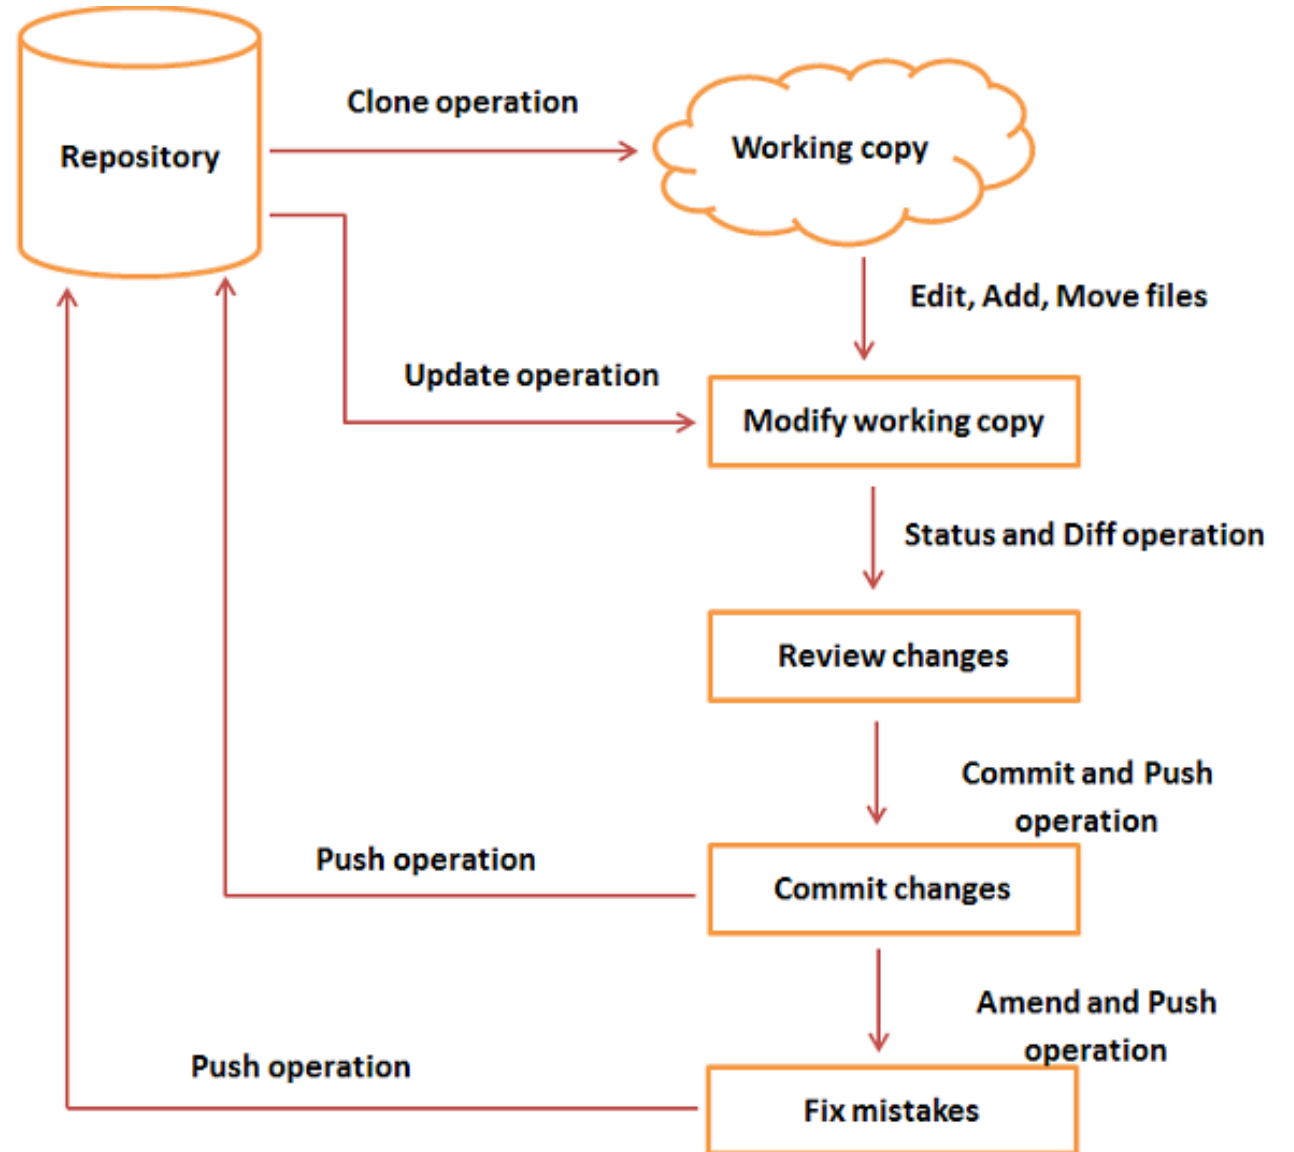 Clone operation
Repository
Working copy
Edit, Add, Move files
Update operation
Modify working copy
Status and Diff operation
Review changes
Commit and Push
operation
Push operation
Commit changes
Amend and Push
operation
Push operation
Fix mistakes